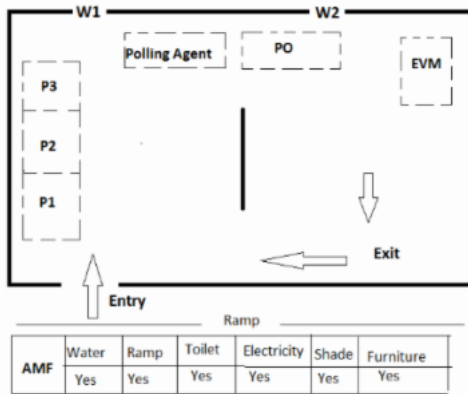 W1 W2
Polling Agent PO EVM
P3
P2
P1
Exit
Entry
Ramp
AMF Water Ramp Toilet Electricity Shade Furniture
Yes Yes Yes Yes Yes Yes